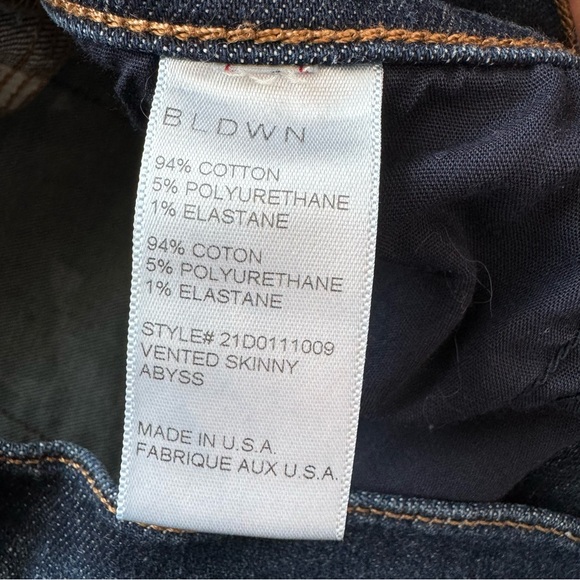 BLDWN
94% COTTON
5% POLYURETHANE
1% ELASTANE
94% COTON
5% POLYURETHANE
1% ELASTANE
STYLE# 21D0111009
VENTED SKINNY
ABYSS
MADE IN U.S.A.
FABRIQUE AUX U.S.A.